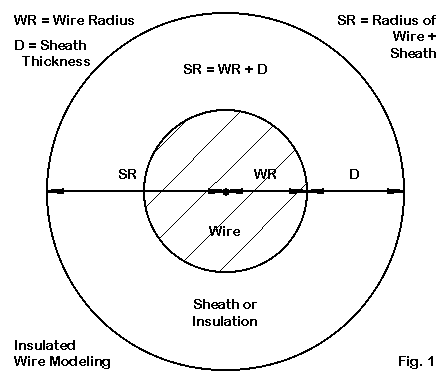 WR = Wire Radius
D = Sheath
Thickness
SR = Radius of
Wire +
Sheath
SR = WR + D
SR
WR
D
Wire
Sheath or
Insulation
Insulated
Wire Modeling
Fig. 1